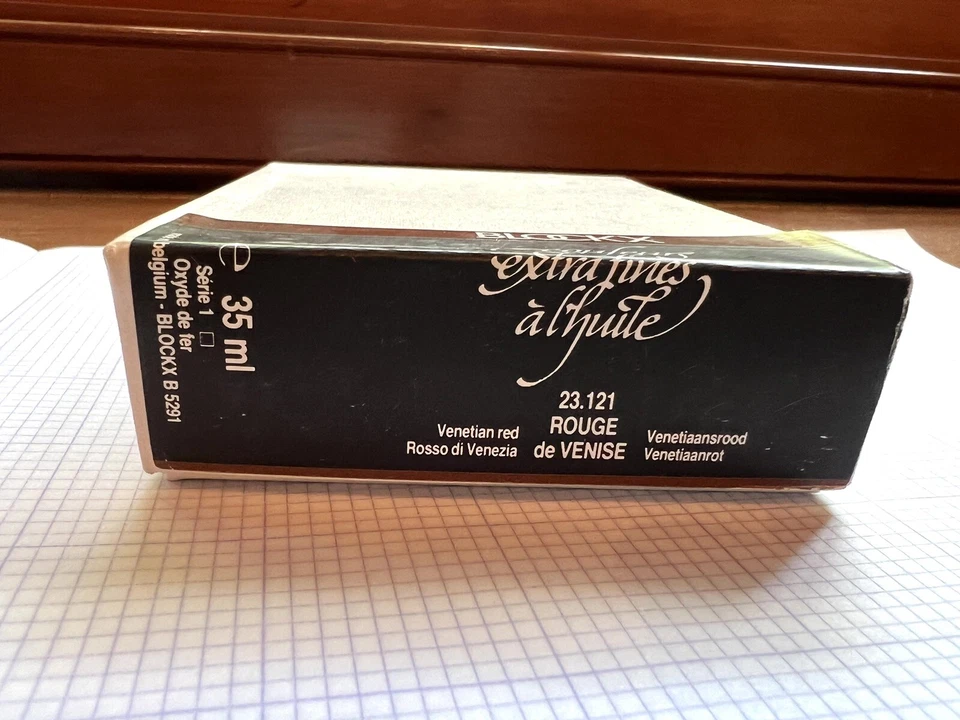 BLOCKX
extra fines
à l'huile
23.121
ROUGE
de VENISE
Venetian red
Rosso di Venezia
Venetiaansrood
Venetiaanrot
e 35 ml
Série 1
Oxyde de fer
belgium - BLOCKX B 5291